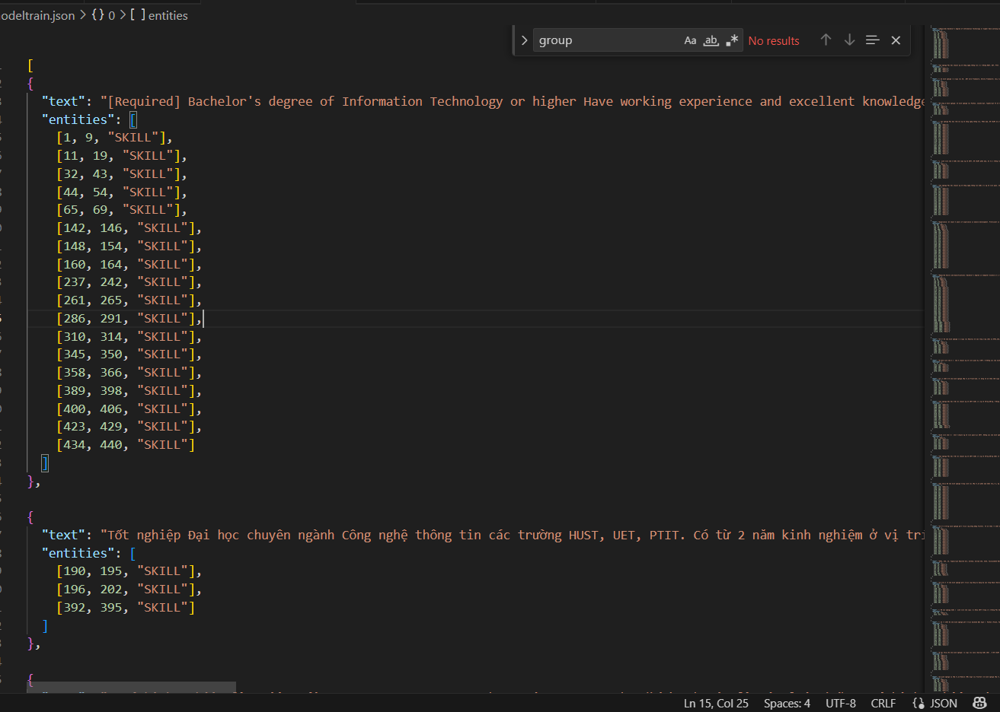 odeltrain.json > {} 0 > [ ] entities
group Aa ab .* No results
[
{
"text": "[Required] Bachelor's degree of Information Technology or higher Have working experience and excellent knowledge
"entities": [
[1, 9, "SKILL"],
[11, 19, "SKILL"],
[32, 43, "SKILL"],
[44, 54, "SKILL"],
[65, 69, "SKILL"],
[142, 146, "SKILL"],
[148, 154, "SKILL"],
[160, 164, "SKILL"],
[237, 242, "SKILL"],
[261, 265, "SKILL"],
[286, 291, "SKILL"],
[310, 314, "SKILL"],
[345, 350, "SKILL"],
[358, 366, "SKILL"],
[389, 398, "SKILL"],
[400, 406, "SKILL"],
[423, 429, "SKILL"],
[434, 440, "SKILL"]
]
},
{
"text": "Tốt nghiệp Đại học chuyên ngành Công nghệ thông tin các trường HUST, UET, PTIT. Có từ 2 năm kinh nghiệm ở vị trí
"entities": [
[190, 195, "SKILL"],
[196, 202, "SKILL"],
[392, 395, "SKILL"]
]
},
{
Ln 15, Col 25 Spaces: 4 UTF-8 CRLF {} JSON